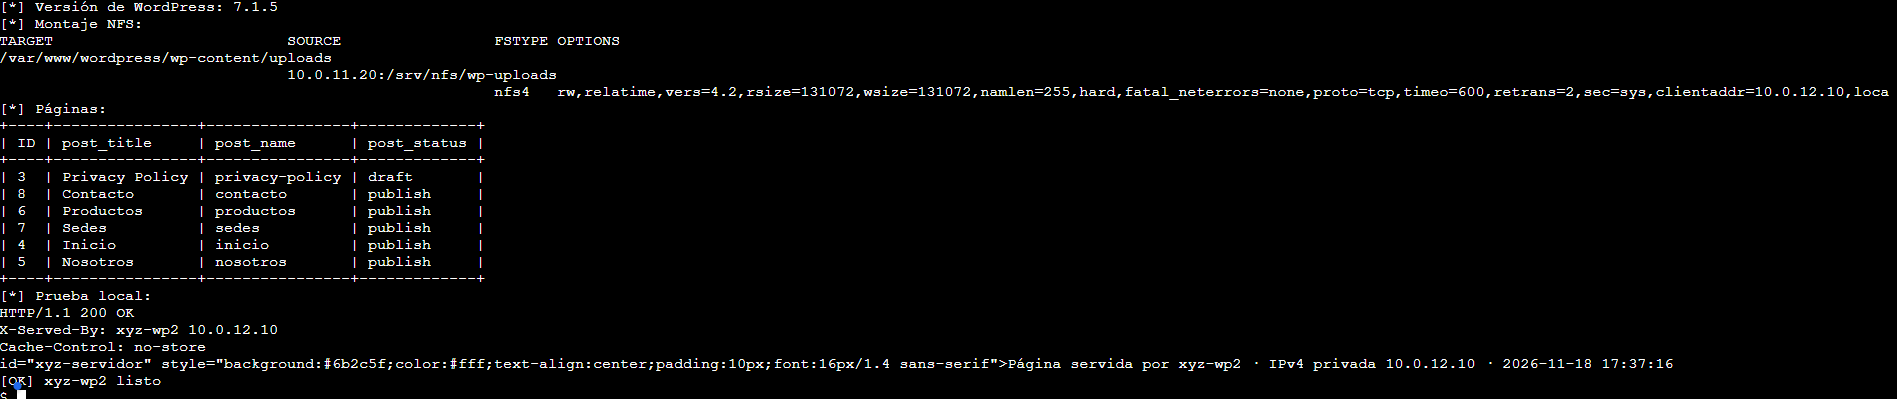 [*] Versión de WordPress: 7.1.5
[*] Montaje NFS:
TARGET                             SOURCE                   FSTYPE OPTIONS
/var/www/wordpress/wp-content/uploads
                                   10.0.11.20:/srv/nfs/wp-uploads
                                                            nfs4   rw,relatime,vers=4.2,rsize=131072,wsize=131072,namlen=255,hard,fatal_neterrors=none,proto=tcp,timeo=600,retrans=2,sec=sys,clientaddr=10.0.12.10,loca
[*] Páginas:
+----+----------------+----------------+-------------+
| ID | post_title     | post_name      | post_status |
+----+----------------+----------------+-------------+
| 3  | Privacy Policy | privacy-policy | draft       |
| 8  | Contacto       | contacto       | publish     |
| 6  | Productos      | productos      | publish     |
| 7  | Sedes          | sedes          | publish     |
| 4  | Inicio         | inicio         | publish     |
| 5  | Nosotros       | nosotros       | publish     |
+----+----------------+----------------+-------------+
[*] Prueba local:
HTTP/1.1 200 OK
X-Served-By: xyz-wp2 10.0.12.10
Cache-Control: no-store
id="xyz-servidor" style="background:#6b2c5f;color:#fff;text-align:center;padding:10px;font:16px/1.4 sans-serif">Página servida por xyz-wp2 · IPv4 privada 10.0.12.10 · 2026-11-18 17:37:16
[OK] xyz-wp2 listo
$